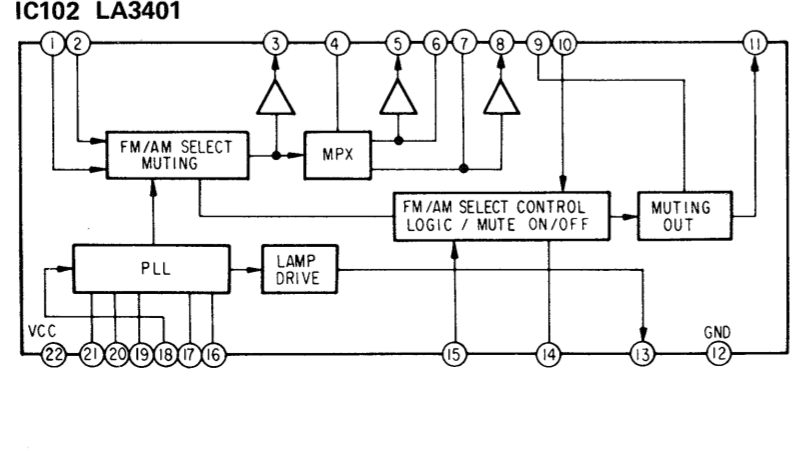 IC102 LA3401
1 2 3 4 5 6 7 8 9 10 11
FM/AM SELECT
MUTING
MPX
FM/AM SELECT CONTROL
LOGIC / MUTE ON/OFF
MUTING
OUT
PLL
LAMP
DRIVE
VCC
GND
22 21 20 19 18 17 16 15 14 13 12